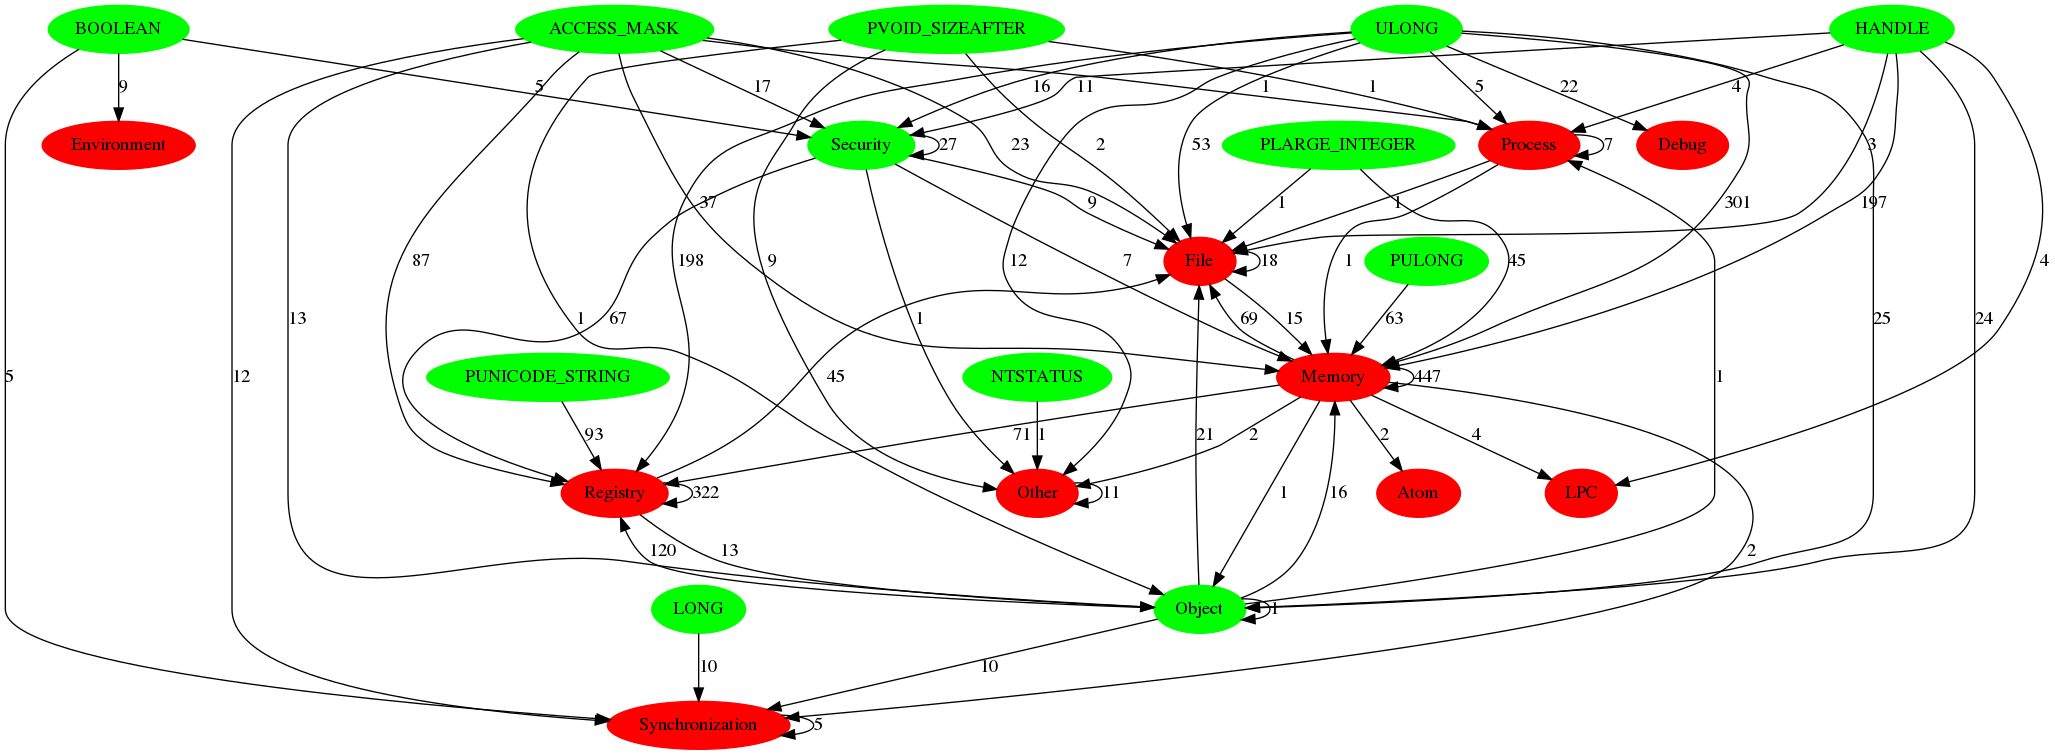 BOOLEAN
ACCESS_MASK
PVOID_SIZEAFTER
ULONG
HANDLE
9
5
17
16
11
1
1
5
22
4
Environment
Security
27
PLARGE_INTEGER
Process
7
Debug
37
23
2
53
3
9
1
1
301
197
87
198
9
12
7
File
18
1
PULONG
45
4
13
1
67
1
69
15
63
25
24
5
12
PUNICODE_STRING
45
NTSTATUS
Memory
447
1
93
71
1
2
2
4
Registry
322
Other
11
21
1
16
Atom
LPC
120
13
2
LONG
Object
1
10
10
Synchronization
5